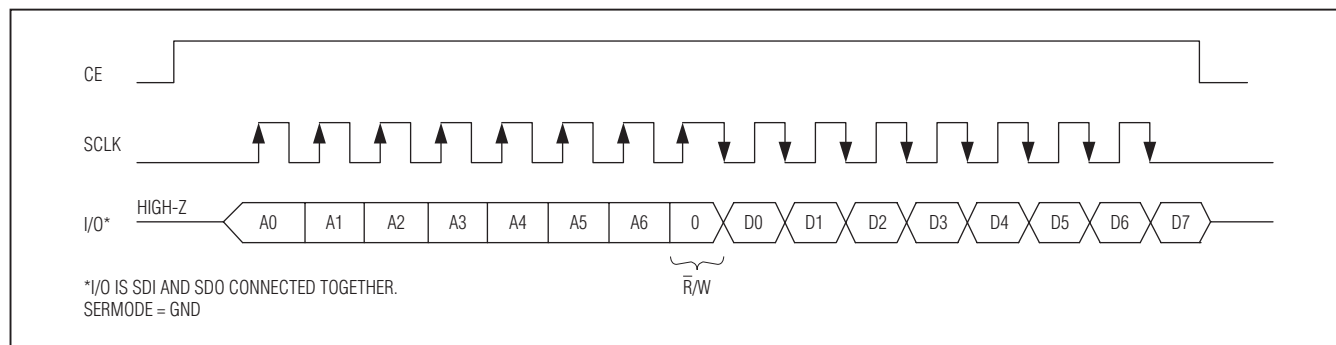 CE
SCLK
I/O* HIGH-Z A0 A1 A2 A3 A4 A5 A6 0 D0 D1 D2 D3 D4 D5 D6 D7
R̅/W
*I/O IS SDI AND SDO CONNECTED TOGETHER.
SERMODE = GND